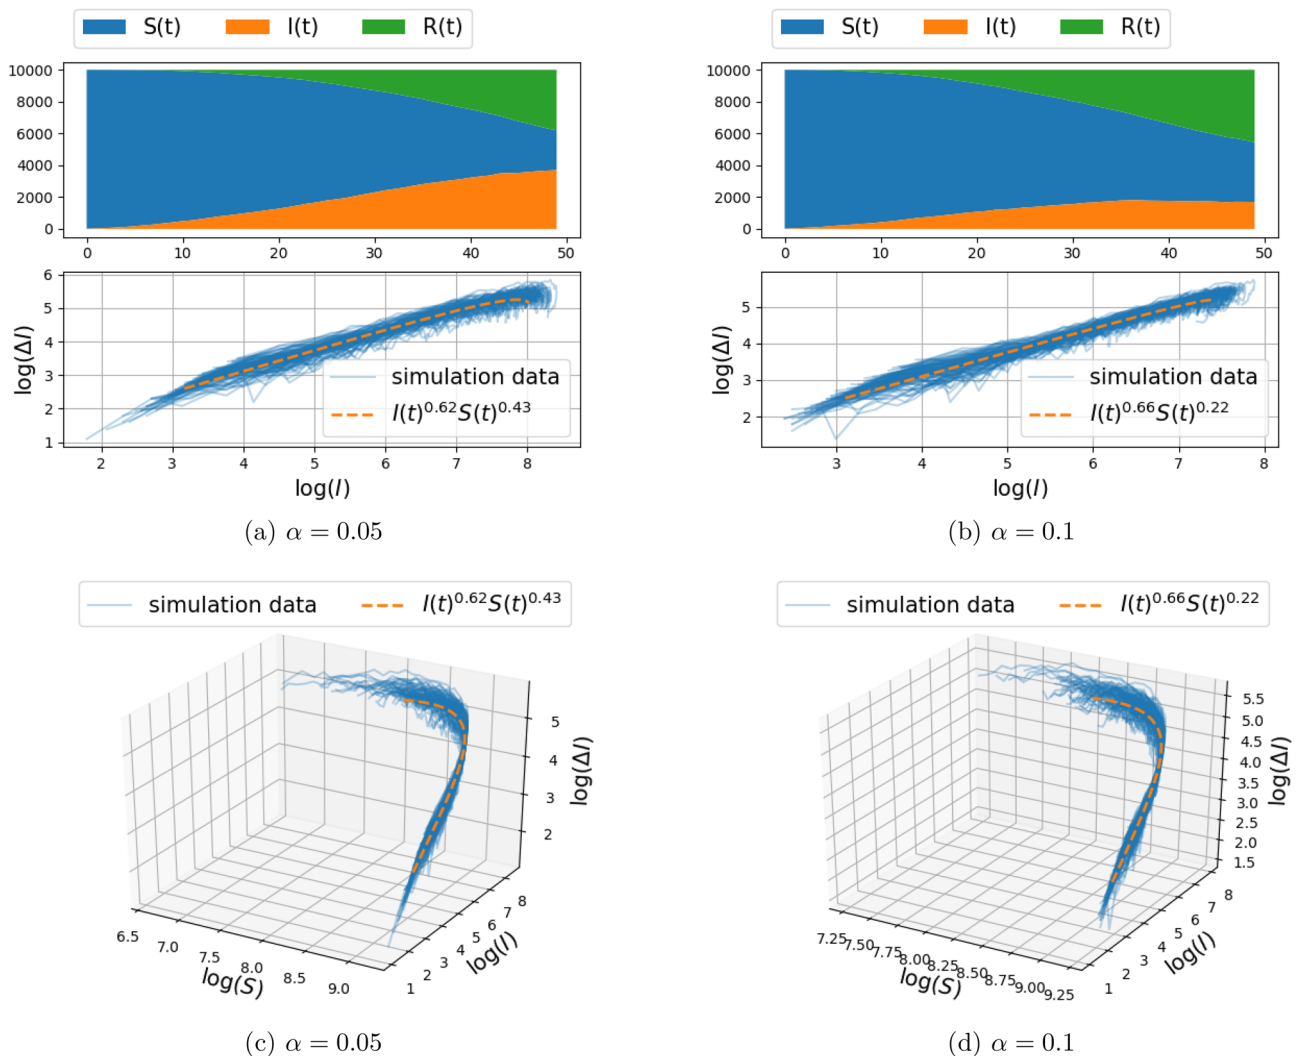 S(t) I(t) R(t)
10000
8000
6000
4000
2000
0
0 10 20 30 40 50
6
5
4
3
2
1
log(ΔI)
simulation data
I(t)^0.62 S(t)^0.43
2 3 4 5 6 7 8
log(I)
(a) α = 0.05
S(t) I(t) R(t)
10000
8000
6000
4000
2000
0
0 10 20 30 40 50
5
4
3
2
log(ΔI)
simulation data
I(t)^0.66 S(t)^0.22
3 4 5 6 7 8
log(I)
(b) α = 0.1
simulation data I(t)^0.62 S(t)^0.43
5
4
3
2
log(ΔI)
8
7
6
5
4
3
2
1
log(I)
6.5 7.0 7.5 8.0 8.5 9.0
log(S)
(c) α = 0.05
simulation data I(t)^0.66 S(t)^0.22
5.5
5.0
4.5
4.0
3.5
3.0
2.5
2.0
1.5
log(ΔI)
8
7
6
5
4
3
2
1
log(I)
7.25 7.50 7.75 8.00 8.25 8.50 8.75 9.00 9.25
log(S)
(d) α = 0.1